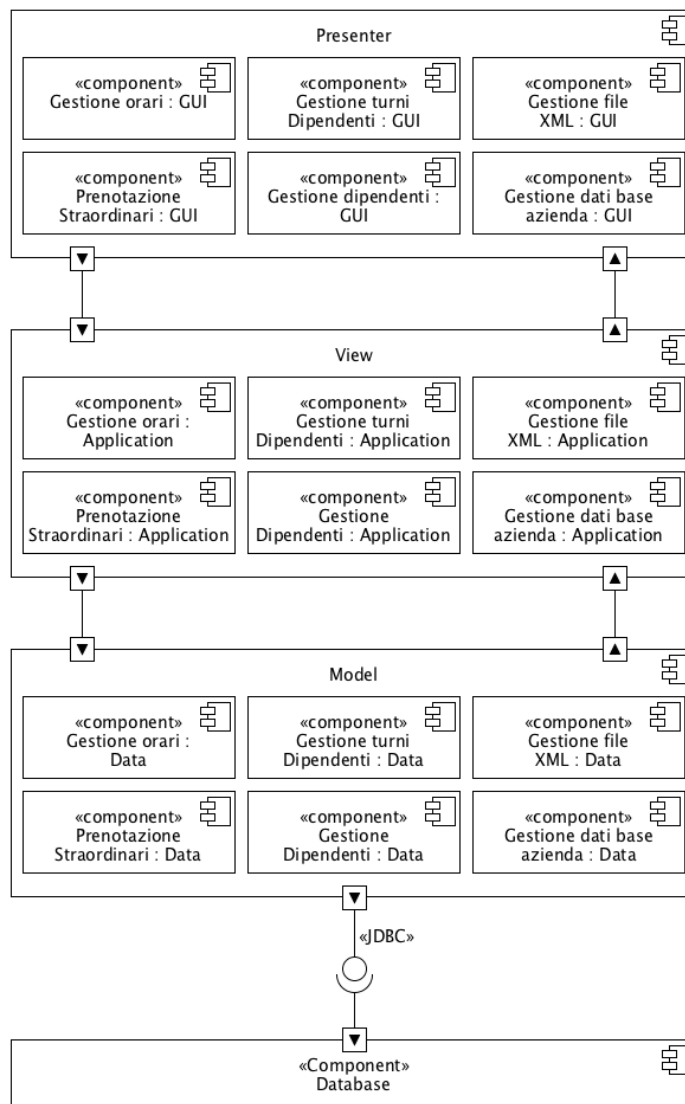 Presenter
«component»
Gestione orari : GUI
«component»
Gestione turni
Dipendenti : GUI
«component»
Gestione file
XML : GUI
«component»
Prenotazione
Straordinari : GUI
«component»
Gestione dipendenti :
GUI
«component»
Gestione dati base
azienda : GUI
View
«component»
Gestione orari :
Application
«component»
Gestione turni
Dipendenti : Application
«component»
Gestione file
XML : Application
«component»
Prenotazione
Straordinari : Application
«component»
Gestione
Dipendenti : Application
«component»
Gestione dati base
azienda : Application
Model
«component»
Gestione orari :
Data
«component»
Gestione turni
Dipendenti : Data
«component»
Gestione file
XML : Data
«component»
Prenotazione
Straordinari : Data
«component»
Gestione
Dipendenti : Data
«component»
Gestione dati base
azienda : Data
«JDBC»
«Component»
Database